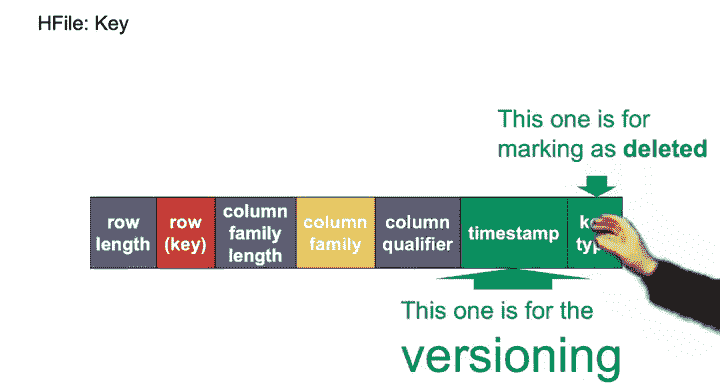 HFile: Key
This one is for
marking as deleted
row
length
row
(key)
column
family
length
column
family
column
qualifier
timestamp
This one is for the
versioning